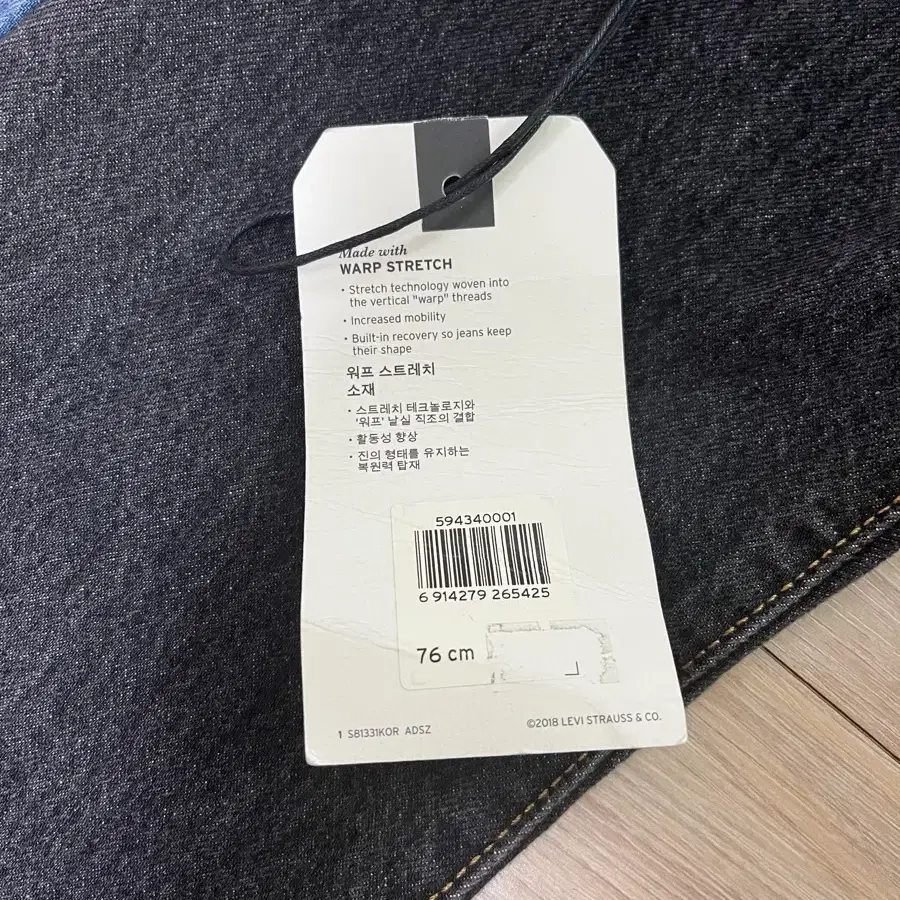 Made with
WARP STRETCH
• Stretch technology woven into
the vertical "warp" threads
• Increased mobility
• Built-in recovery so jeans keep
their shape
워프 스트레치
소재
• 스트레치 테크놀로지와
'워프' 날실 직조의 결합
• 활동성 향상
• 진의 형태를 유지하는
복원력 탑재
594340001
6 914279 265425
76 cm
1 S81331KOR ADSZ
©2018 LEVI STRAUSS & CO.